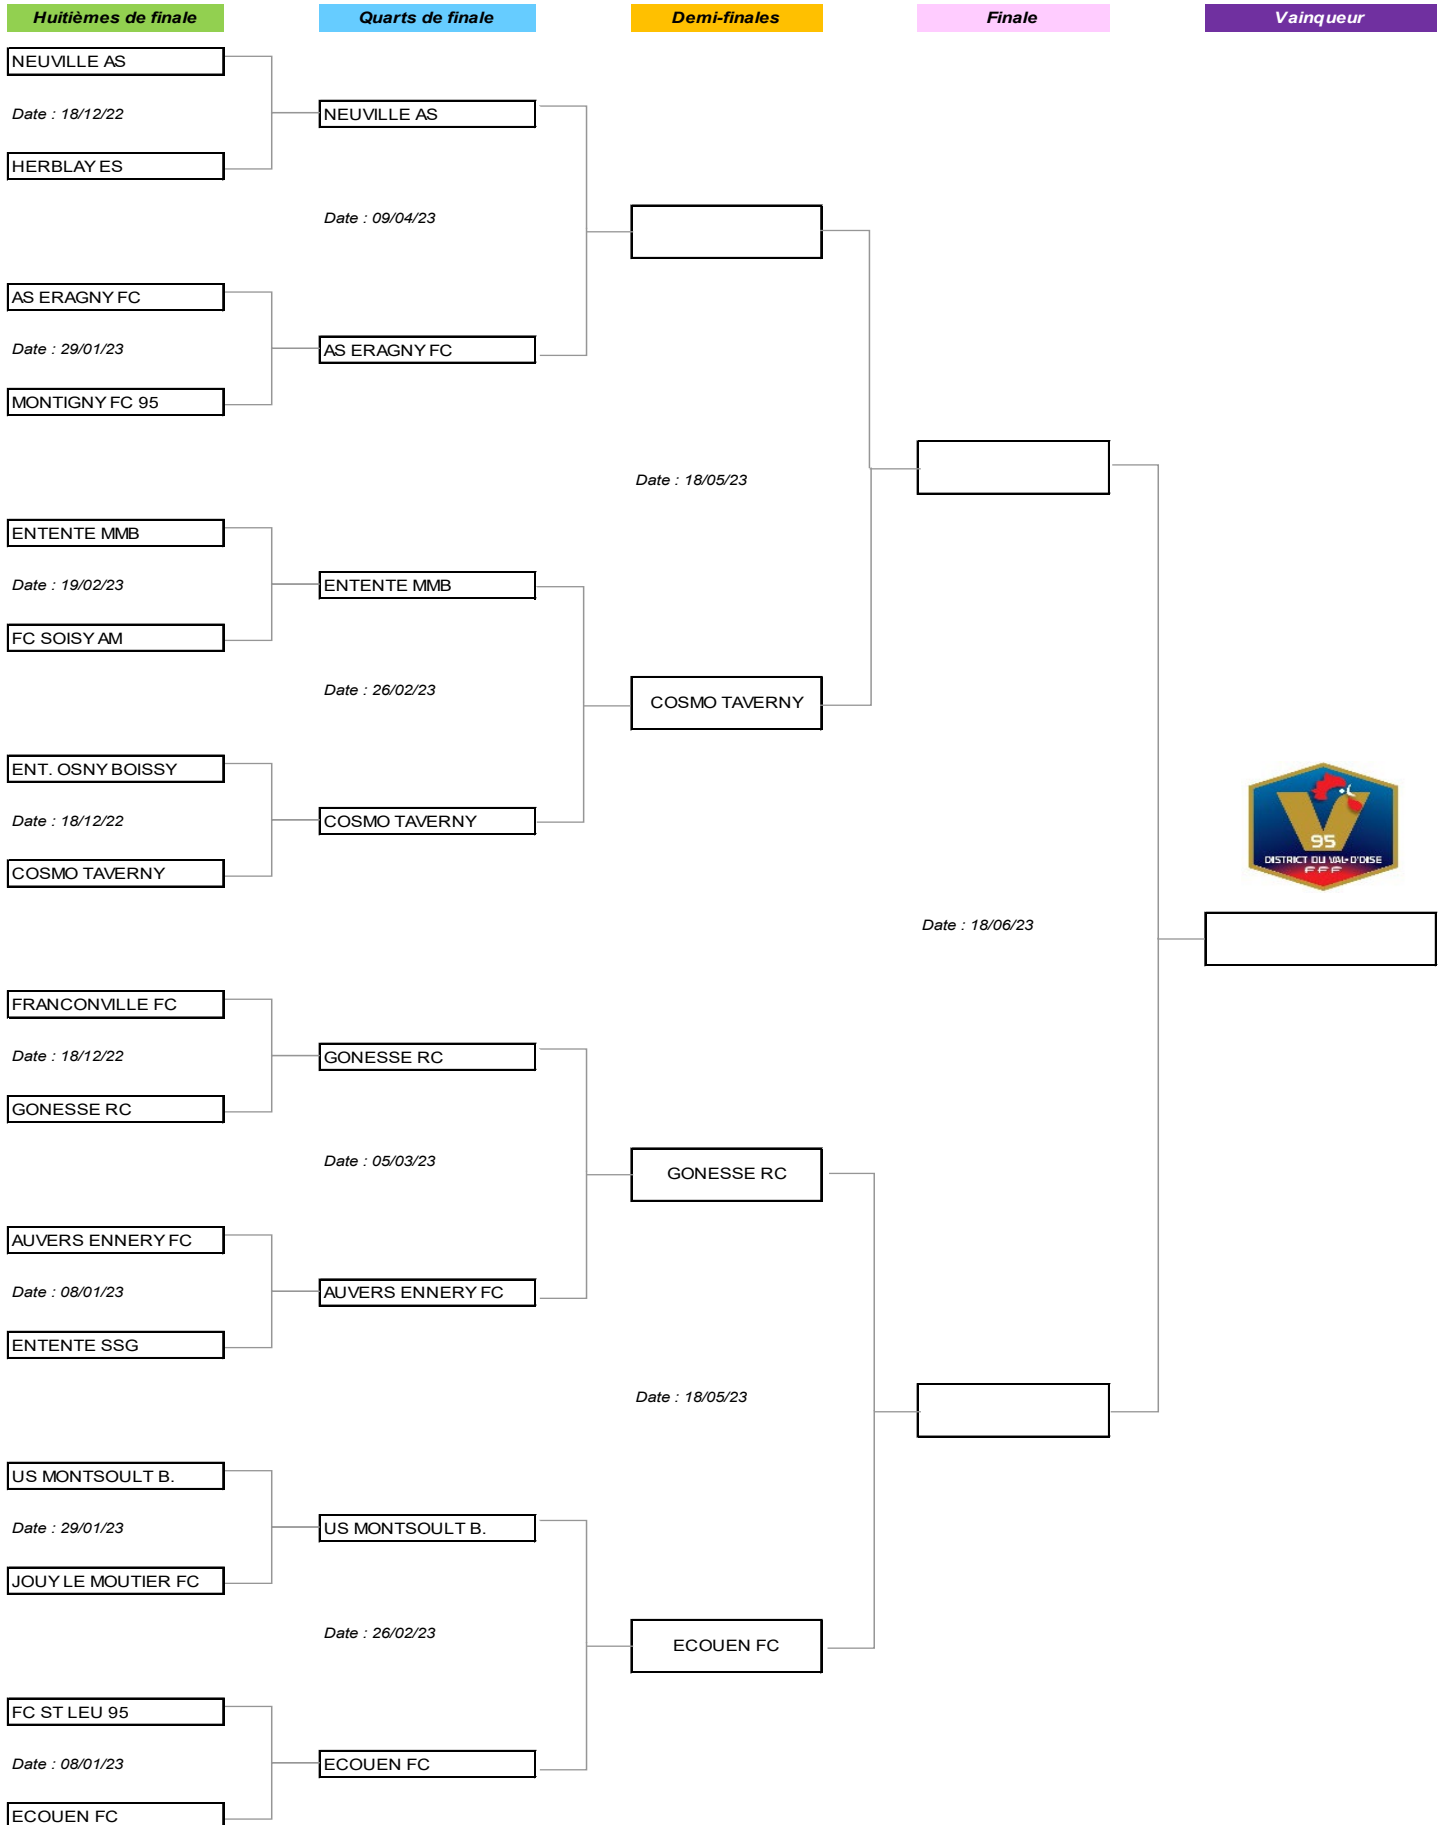 Huitièmes de finale
Quarts de finale
Demi-finales
Finale
Vainqueur
NEUVILLE AS
Date : 18/12/22
NEUVILLE AS
HERBLAY ES
Date : 09/04/23
AS ERAGNY FC
Date : 29/01/23
AS ERAGNY FC
MONTIGNY FC 95
Date : 18/05/23
ENTENTE MMB
Date : 19/02/23
ENTENTE MMB
FC SOISY AM
Date : 26/02/23
COSMO TAVERNY
ENT. OSNY BOISSY
Date : 18/12/22
COSMO TAVERNY
COSMO TAVERNY
V
95
DISTRICT DU VAL-D'OISE
FFF
Date : 18/06/23
FRANCONVILLE FC
Date : 18/12/22
GONESSE RC
GONESSE RC
Date : 05/03/23
GONESSE RC
AUVERS ENNERY FC
Date : 08/01/23
AUVERS ENNERY FC
ENTENTE SSG
Date : 18/05/23
US MONTSOULT B.
Date : 29/01/23
US MONTSOULT B.
JOUY LE MOUTIER FC
Date : 26/02/23
ECOUEN FC
FC ST LEU 95
Date : 08/01/23
ECOUEN FC
ECOUEN FC